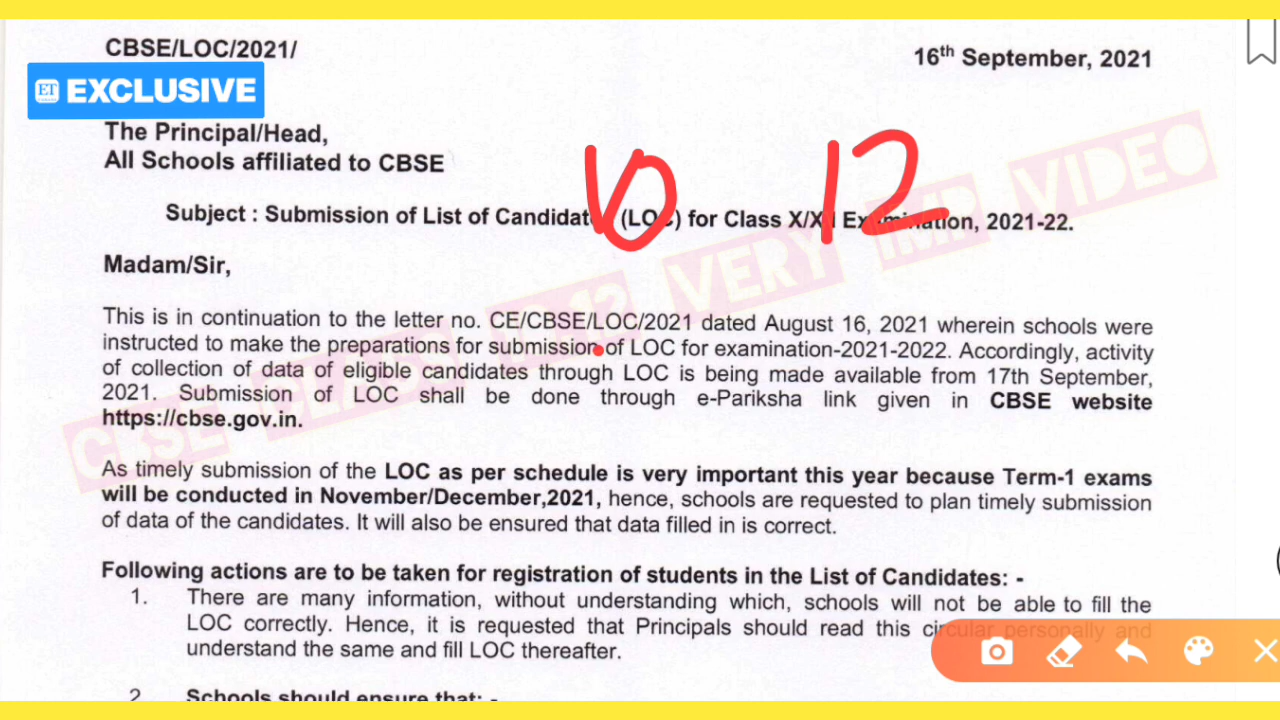 CBSE/LOC/2021/
16th September, 2021
ET EXCLUSIVE
The Principal/Head,
All Schools affiliated to CBSE
10 12
Subject : Submission of List of Candidat (LOC) for Class X/X Examination, 2021-22.
Madam/Sir,
This is in continuation to the letter no. CE/CBSE/LOC/2021 dated August 16, 2021 wherein schools were
instructed to make the preparations for submission of LOC for examination-2021-2022. Accordingly, activity
of collection of data of eligible candidates through LOC is being made available from 17th September,
2021. Submission of LOC shall be done through e-Pariksha link given in CBSE website
https://cbse.gov.in.
CBSE CLASS 10,12 VERY IMP VIDEO
As timely submission of the LOC as per schedule is very important this year because Term-1 exams
will be conducted in November/December,2021, hence, schools are requested to plan timely submission
of data of the candidates. It will also be ensured that data filled in is correct.
Following actions are to be taken for registration of students in the List of Candidates: -
1. There are many information, without understanding which, schools will not be able to fill the
LOC correctly. Hence, it is requested that Principals should read this circular personally and
understand the same and fill LOC thereafter.
2. Schools should ensure that: -